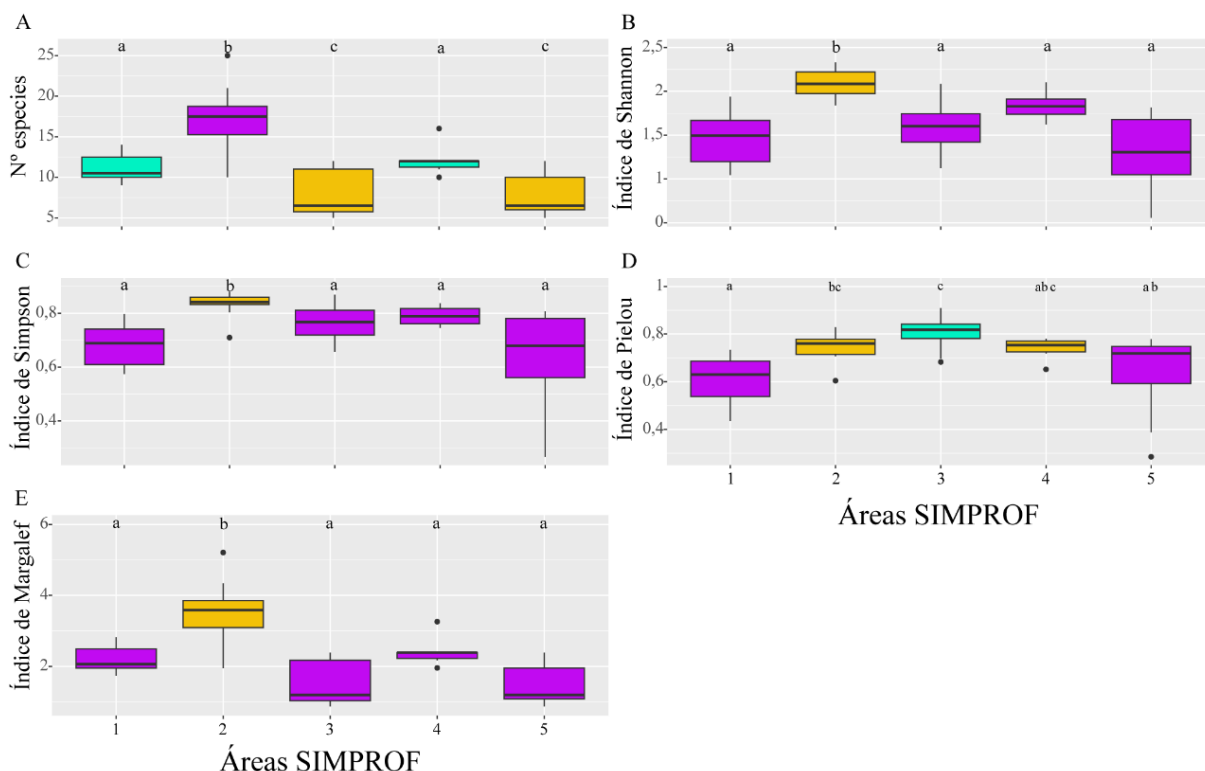 A
a b c a c
25
20
15
10
5
Nº especies
B
a b a a a
2,5
2
1,5
1
0
Índice de Shannon
C
a b a a a
0,8
0,6
0,4
Índice de Simpson
D
a bc c ab c a b
1
0,8
0,6
0,4
Índice de Pielou
1 2 3 4 5
Áreas SIMPROF
E
a b a a a
6
4
2
Índice de Margalef
1 2 3 4 5
Áreas SIMPROF